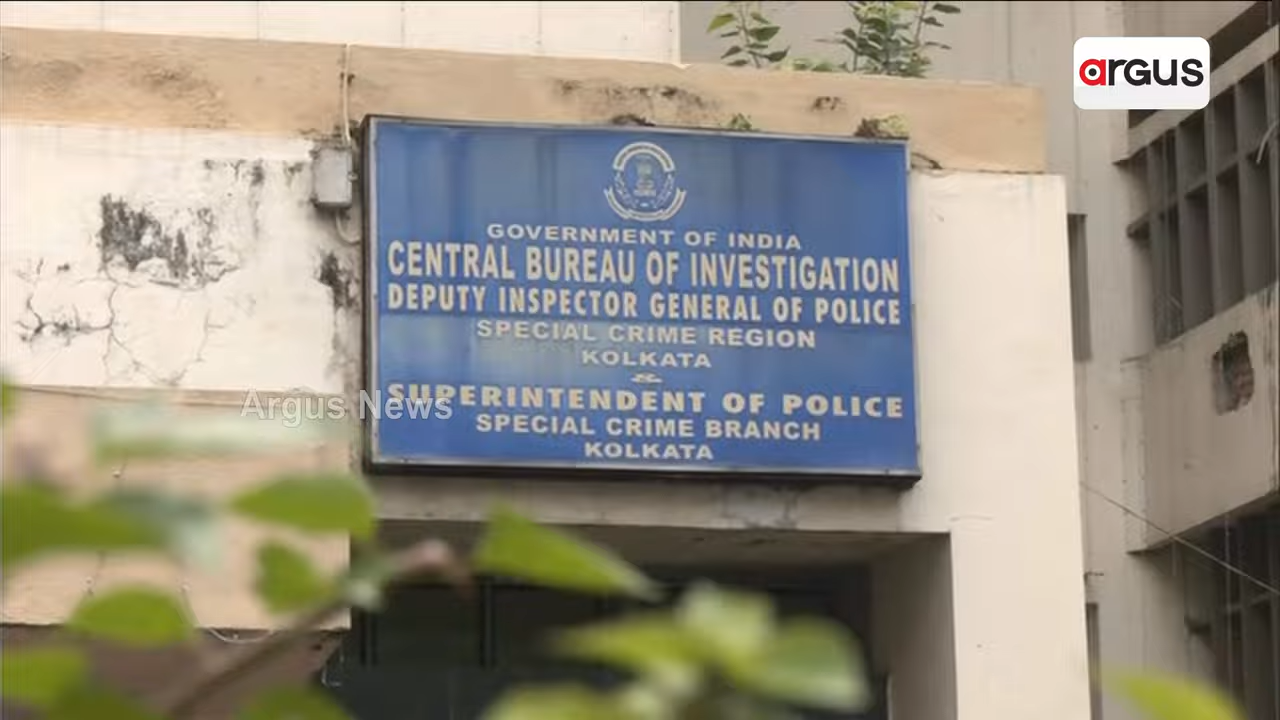 argus
GOVERNMENT OF INDIA
CENTRAL BUREAU OF INVESTIGATION
DEPUTY INSPECTOR GENERAL OF POLICE
SPECIAL CRIME REGION
KOLKATA
&
SUPERINTENDENT OF POLICE
Argus News
SPECIAL CRIME BRANCH
KOLKATA